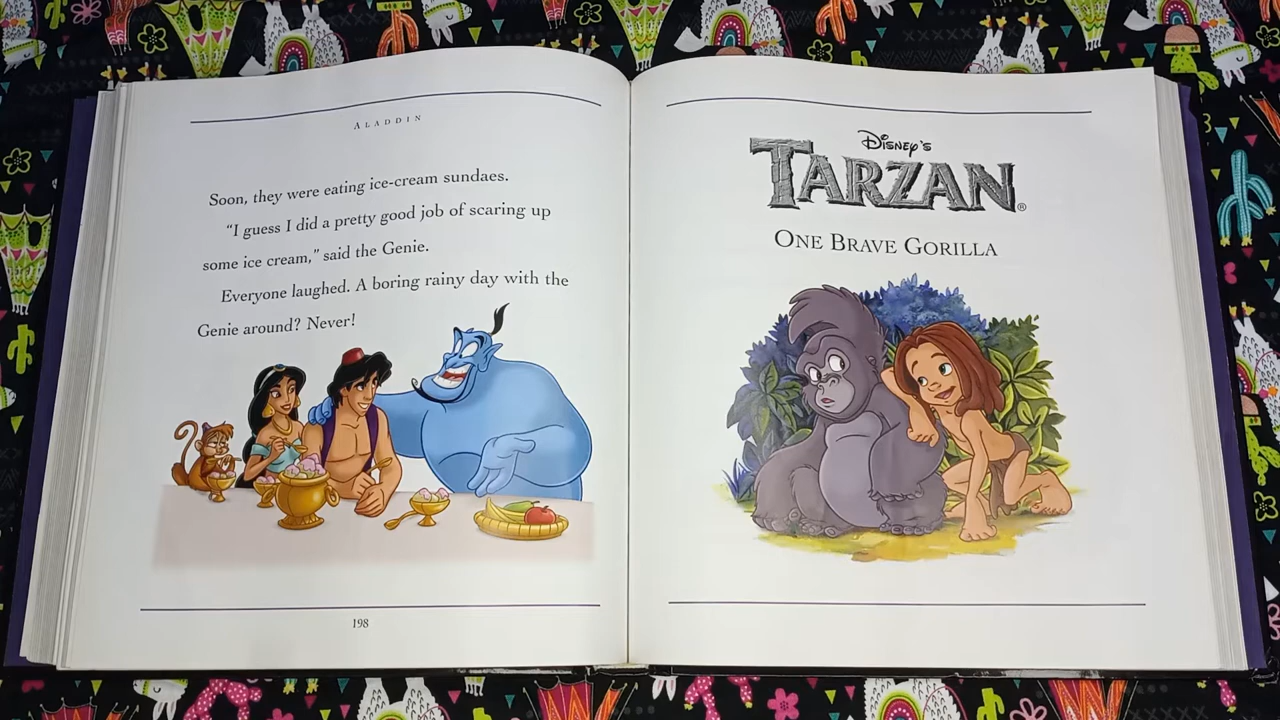 ALADDIN
Soon, they were eating ice-cream sundaes.
“I guess I did a pretty good job of scaring up
some ice cream,” said the Genie.
Everyone laughed. A boring rainy day with the
Genie around? Never!
198
DISNEY'S
TARZAN®
ONE BRAVE GORILLA